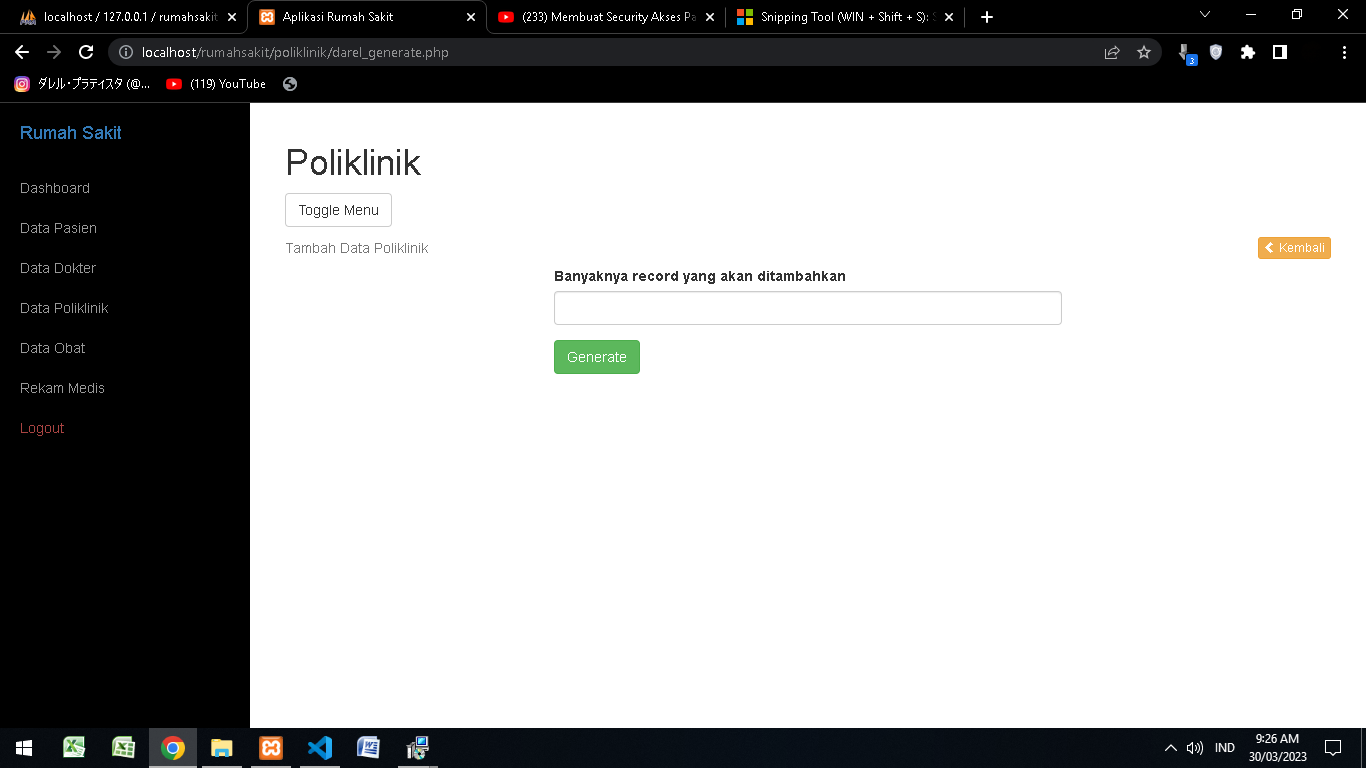 localhost / 127.0.0.1 / rumahsakit
Aplikasi Rumah Sakit
(233) Membuat Security Akses Pa
Snipping Tool (WIN + Shift + S):
localhost/rumahsakit/poliklinik/darel_generate.php
3
ダレル・プラティスタ (@...
(119) YouTube
Rumah Sakit
Dashboard
Data Pasien
Data Dokter
Data Poliklinik
Data Obat
Rekam Medis
Logout
Poliklinik
Toggle Menu
Tambah Data Poliklinik
Kembali
Banyaknya record yang akan ditambahkan
Generate
IND
9:26 AM
30/03/2023